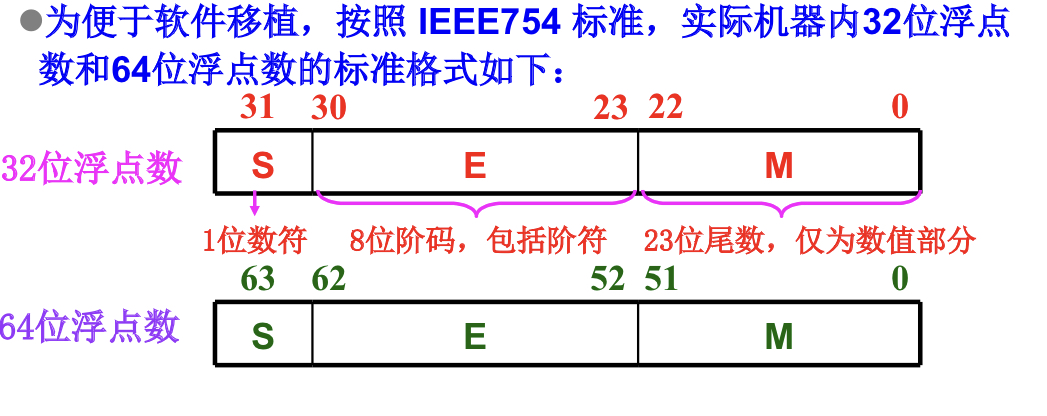 ●为便于软件移植，按照 IEEE754 标准，实际机器内32位浮点
数和64位浮点数的标准格式如下：
31 30 23 22 0
32位浮点数 S E M
1位数符 8位阶码，包括阶符 23位尾数，仅为数值部分
63 62 52 51 0
64位浮点数 S E M